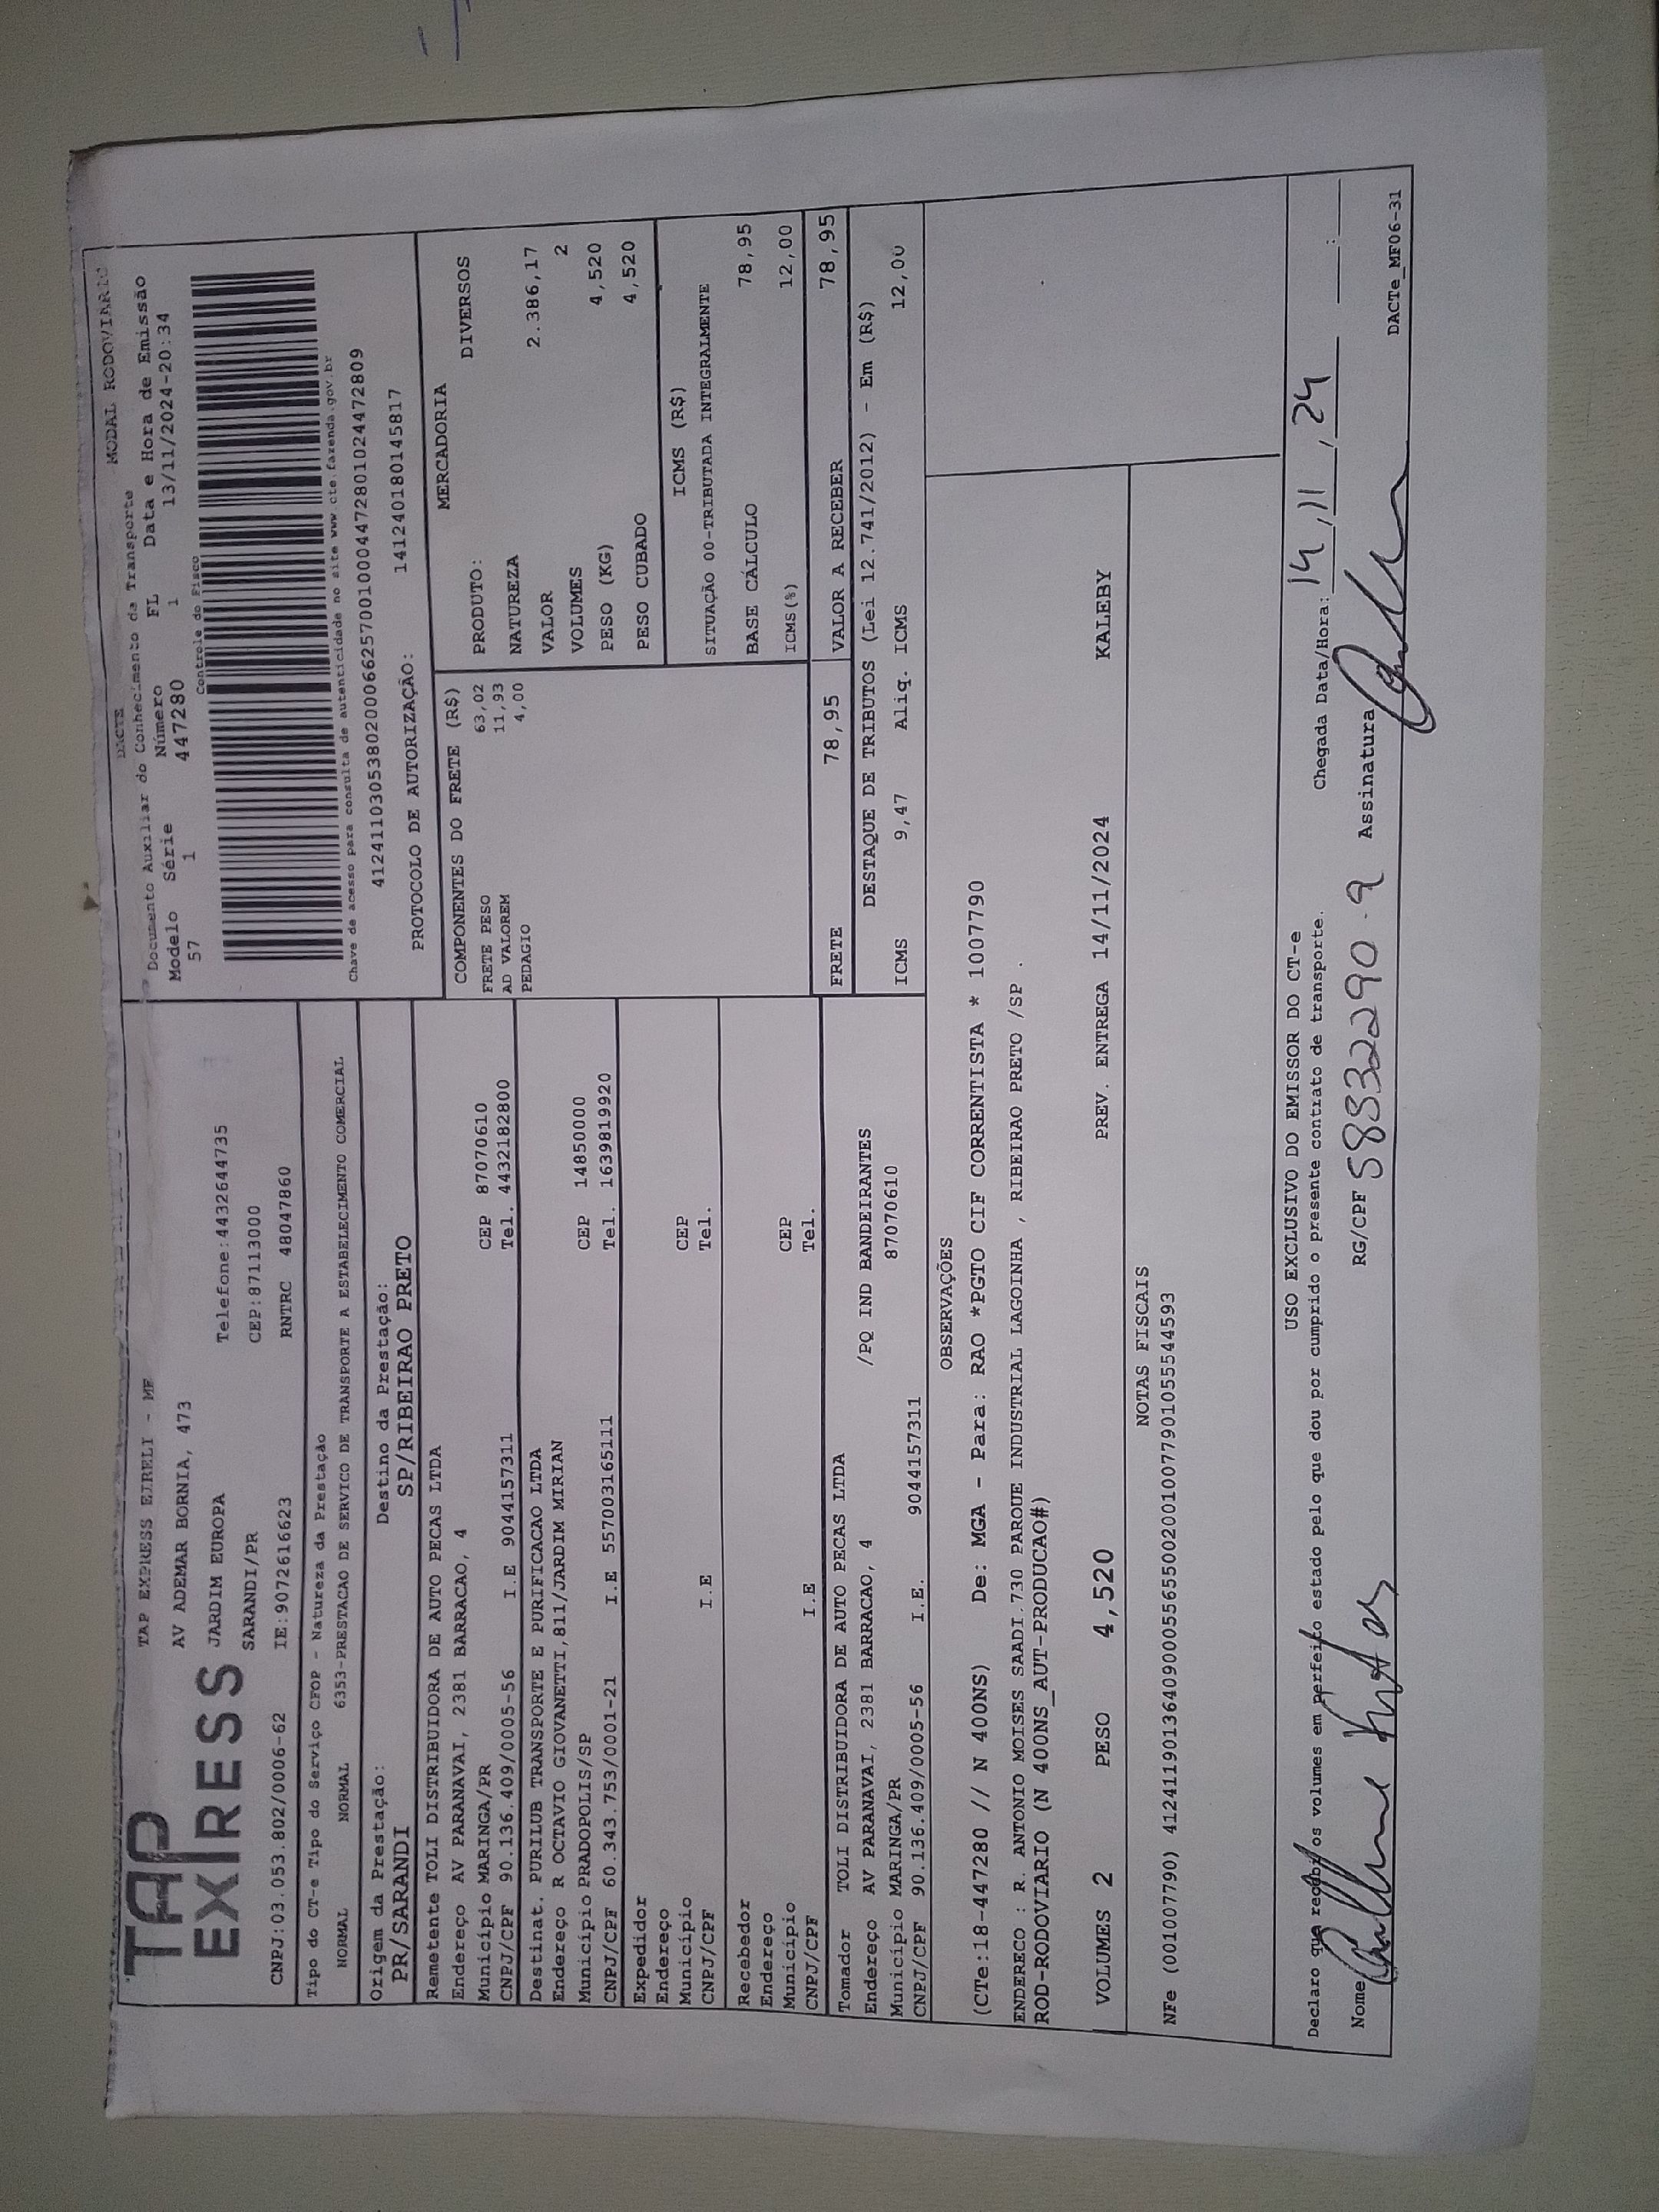 TAP
EXPRESS
TAP EXPRESS EIRELI - ME
AV ADEMAR BORNIA, 473
JARDIM EUROPA
Telefone:4432644735
SARANDI/PR
CEP:87113000
CNPJ:03.053.802/0006-62 IE:9072616623 RNTRC 48047860
DACTE
MODAL RODOVIARIO
Documento Auxiliar do Conhecimento da Transporte
Modelo Série Número FL Data e Hora de Emissão
57 1 447280 1 13/11/2024-20:34
Controle do Fisco
Chave de acesso para consulta de autenticidade no site www.cte.fazenda.gov.br
41241103053802000662570010004472801024472809
PROTOCOLO DE AUTORIZAÇÃO: 141240180145817
Tipo do CT-e Tipo do Serviço CFOP - Natureza da Prestação
NORMAL NORMAL 6353-PRESTACAO DE SERVICO DE TRANSPORTE A ESTABELECIMENTO COMERCIAL
Origem da Prestação: Destino da Prestação:
PR/SARANDI SP/RIBEIRAO PRETO
Remetente TOLI DISTRIBUIDORA DE AUTO PECAS LTDA
Endereço AV PARANAVAI, 2381 BARRACAO, 4
Município MARINGA/PR CEP 87070610
CNPJ/CPF 90.136.409/0005-56 I.E 9044157311 Tel. 4432182800
Destinat. PURILUB TRANSPORTE E PURIFICACAO LTDA
Endereço R OCTAVIO GIOVANETTI,811/JARDIM MIRIAN
Município PRADOPOLIS/SP CEP 14850000
CNPJ/CPF 60.343.753/0001-21 I.E 557003165111 Tel. 1639819920
Expedidor
Endereço
Município CEP
CNPJ/CPF I.E Tel.
Recebedor
Endereço
Município CEP
CNPJ/CPF I.E Tel.
Tomador TOLI DISTRIBUIDORA DE AUTO PECAS LTDA
Endereço AV PARANAVAI, 2381 BARRACAO, 4 /PQ IND BANDEIRANTES
Município MARINGA/PR 87070610
CNPJ/CPF 90.136.409/0005-56 I.E. 9044157311
COMPONENTES DO FRETE (R$)
FRETE PESO 63,02
AD VALOREM 11,93
PEDAGIO 4,00
MERCADORIA
PRODUTO: DIVERSOS
NATUREZA
VALOR 2.386,17
VOLUMES 2
PESO (KG) 4,520
PESO CUBADO 4,520
ICMS (R$)
SITUAÇÃO 00-TRIBUTADA INTEGRALMENTE
BASE CÁLCULO 78,95
ICMS(%) 12,00
FRETE 78,95 VALOR A RECEBER 78,95
DESTAQUE DE TRIBUTOS (Lei 12.741/2012) - Em (R$)
ICMS 9,47 Aliq. ICMS 12,00
OBSERVAÇÕES
(CTe:18-447280 // N 400NS) De: MGA - Para: RAO *PGTO CIF CORRENTISTA * 1007790
ENDERECO : R. ANTONIO MOISES SAADI.730 PARQUE INDUSTRIAL LAGOINHA , RIBEIRAO PRETO /SP .
ROD-RODOVIARIO (N 400NS_AUT-PRODUCAO#)
VOLUMES 2 PESO 4,520 PREV. ENTREGA 14/11/2024 KALEBY
NOTAS FISCAIS
NFe (001007790) 41241190136409000556550020010077901055544593
USO EXCLUSIVO DO EMISSOR DO CT-e
Declaro que recebi os volumes em perfeito estado pelo que dou por cumprido o presente contrato de transporte. Chegada Data/Hora: 14/11/24 :
Nome RG/CPF 58332290.9 Assinatura
DACTe_MF06-31